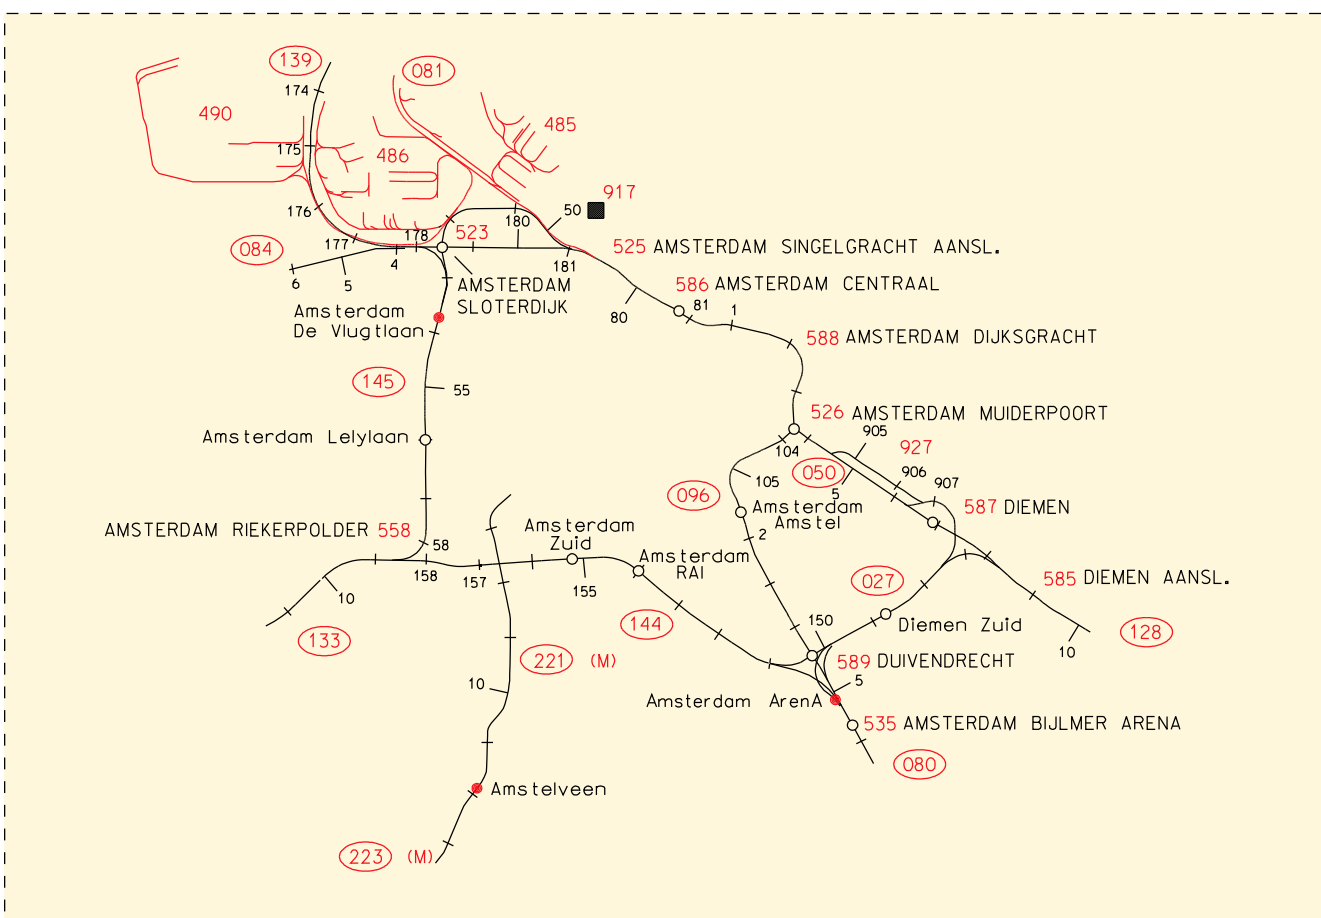 139
081
174
490
485
175
486
917
176
50
180
523
178
177
084
525 AMSTERDAM SINGELGRACHT AANSL.
4
181
6
5
AMSTERDAM
SLOTERDIJK
586 AMSTERDAM CENTRAAL
81
1
80
Amsterdam
De Vlugtlaan
588 AMSTERDAM DIJKSGRACHT
145
55
526 AMSTERDAM MUIDERPOORT
905
Amsterdam Lelylaan
104
927
050
906
105
5
907
096
Amsterdam
Amstel
587 DIEMEN
AMSTERDAM RIEKERPOLDER 558
Amsterdam
Zuid
58
2
Amsterdam
RAI
158
157
155
027
585 DIEMEN AANSL.
10
133
144
150
Diemen Zuid
128
10
221 (M)
589 DUIVENDRECHT
10
5
Amsterdam ArenA
535 AMSTERDAM BIJLMER ARENA
080
Amstelveen
223 (M)